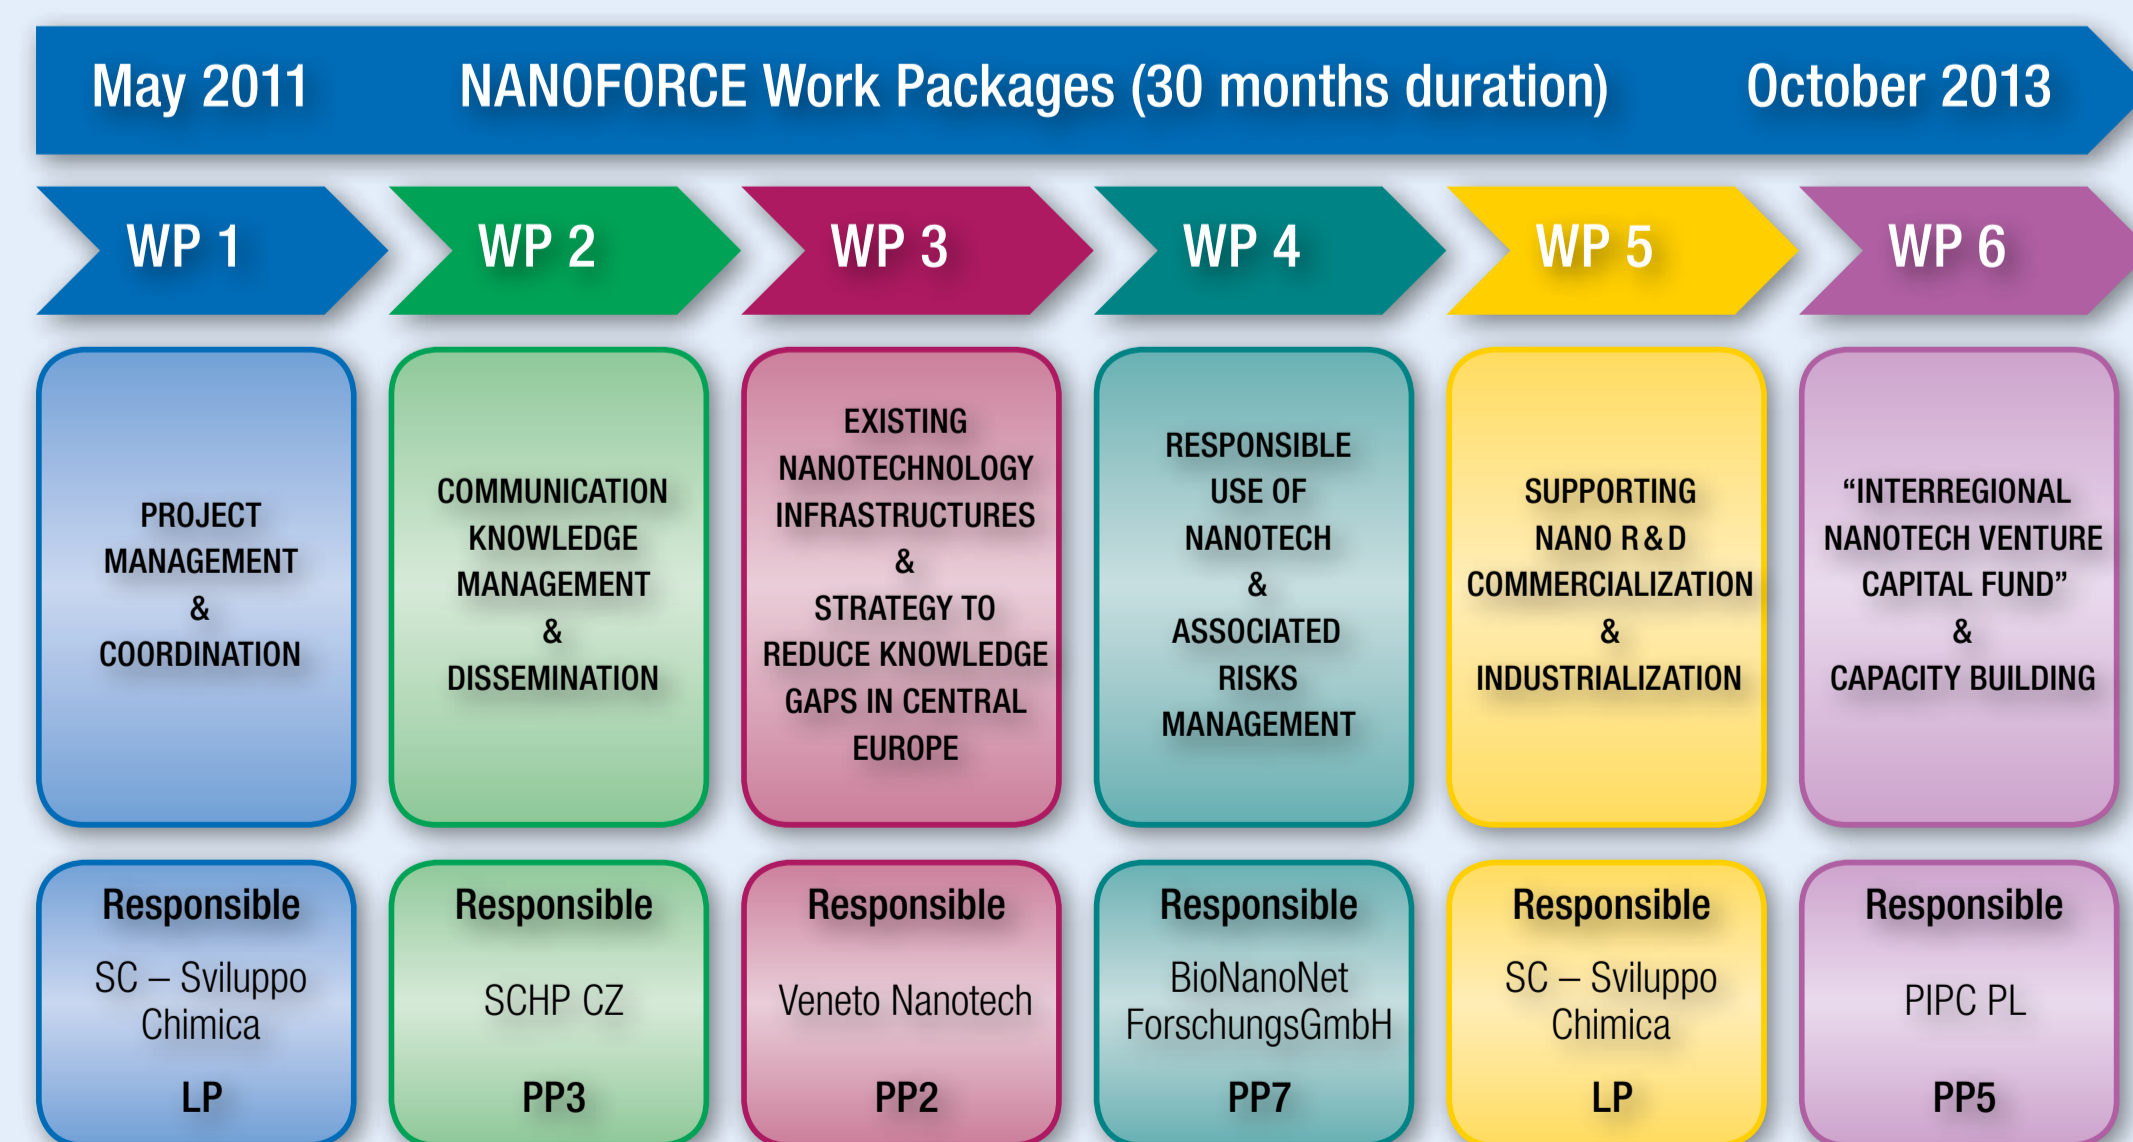 May 2011 NANOFORCE Work Packages (30 months duration) October 2013
WP 1
WP 2
WP 3
WP 4
WP 5
WP 6
PROJECT
MANAGEMENT
&
COORDINATION
COMMUNICATION
KNOWLEDGE
MANAGEMENT
&
DISSEMINATION
EXISTING
NANOTECHNOLOGY
INFRASTRUCTURES
&
STRATEGY TO
REDUCE KNOWLEDGE
GAPS IN CENTRAL
EUROPE
RESPONSIBLE
USE OF
NANOTECH
&
ASSOCIATED
RISKS
MANAGEMENT
SUPPORTING
NANO R & D
COMMERCIALIZATION
&
INDUSTRIALIZATION
“INTERREGIONAL
NANOTECH VENTURE
CAPITAL FUND”
&
CAPACITY BUILDING
Responsible
SC – Sviluppo
Chimica
LP
Responsible
SCHP CZ
PP3
Responsible
Veneto Nanotech
PP2
Responsible
BioNanoNet
ForschungsGmbH
PP7
Responsible
SC – Sviluppo
Chimica
LP
Responsible
PIPC PL
PP5